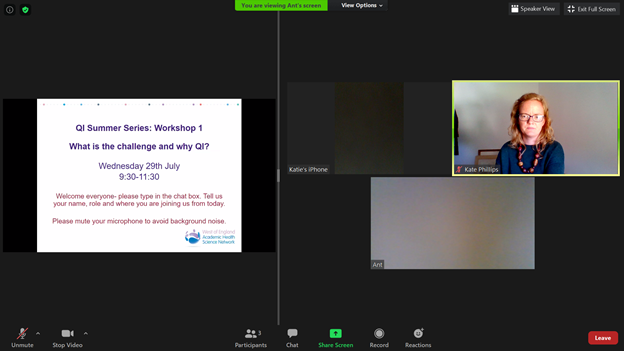 You are viewing Ant's screen
View Options
Speaker View
Exit Full Screen
QI Summer Series: Workshop 1
What is the challenge and why QI?
Wednesday 29th July
9:30-11:30
Welcome everyone- please type in the chat box. Tell us
your name, role and where you are joining us from today.
Please mute your microphone to avoid background noise.
West of England
Academic Health
Science Network
Katie's iPhone
Kate Phillips
Ant
Unmute
Stop Video
Participants
3
Chat
Share Screen
Record
Reactions
Leave